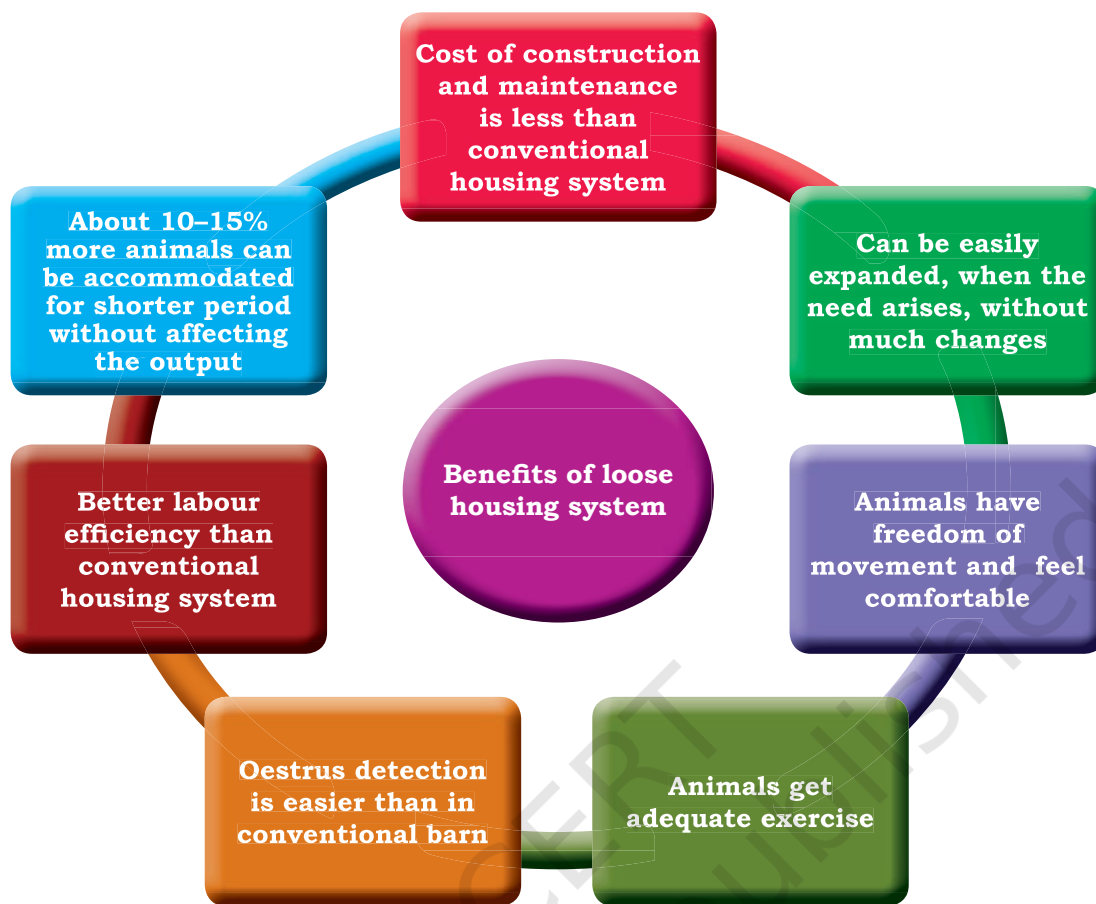 Cost of construction
and maintenance
is less than
conventional
housing system
Can be easily
expanded, when the
need arises, without
much changes
Animals have
freedom of
movement and feel
comfortable
Animals get
adequate exercise
Oestrus detection
is easier than in
conventional barn
Better labour
efficiency than
conventional
housing system
About 10–15%
more animals can
be accommodated
for shorter period
without affecting
the output
Benefits of loose
housing system